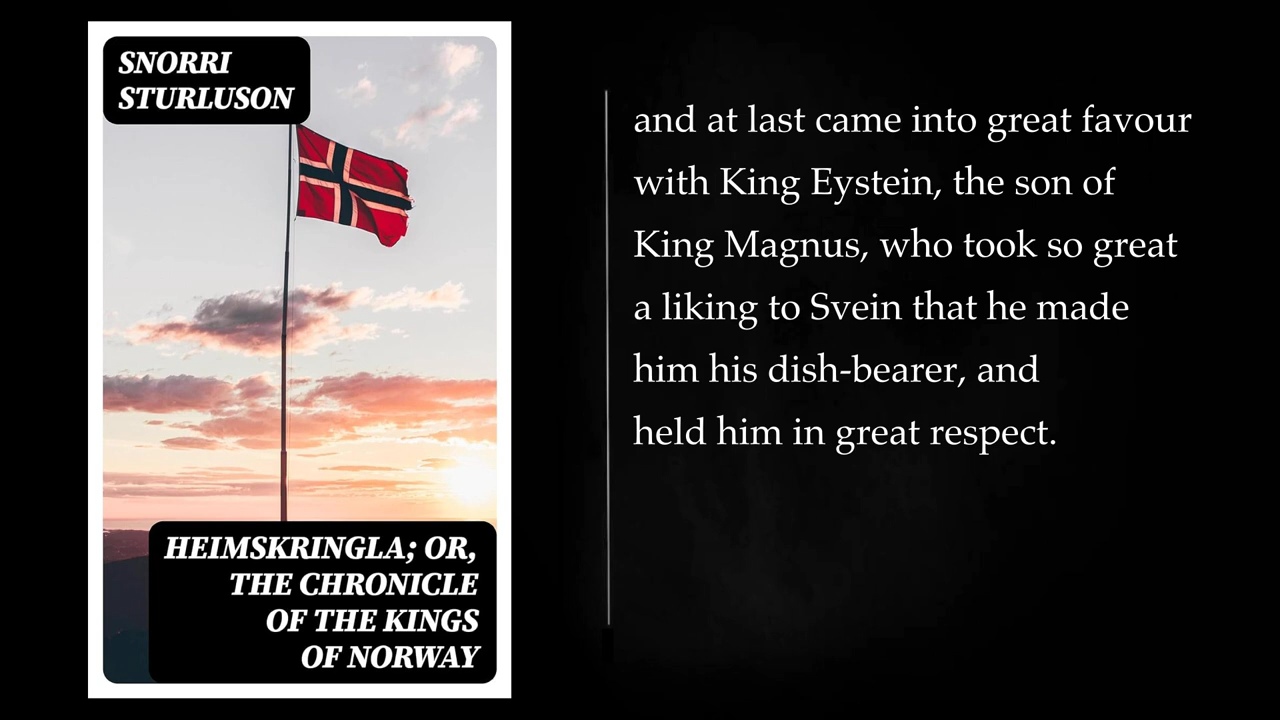 SNORRI
STURLUSON
HEIMSKRINGLA; OR,
THE CHRONICLE
OF THE KINGS
OF NORWAY
and at last came into great favour
with King Eystein, the son of
King Magnus, who took so great
a liking to Svein that he made
him his dish-bearer, and
held him in great respect.